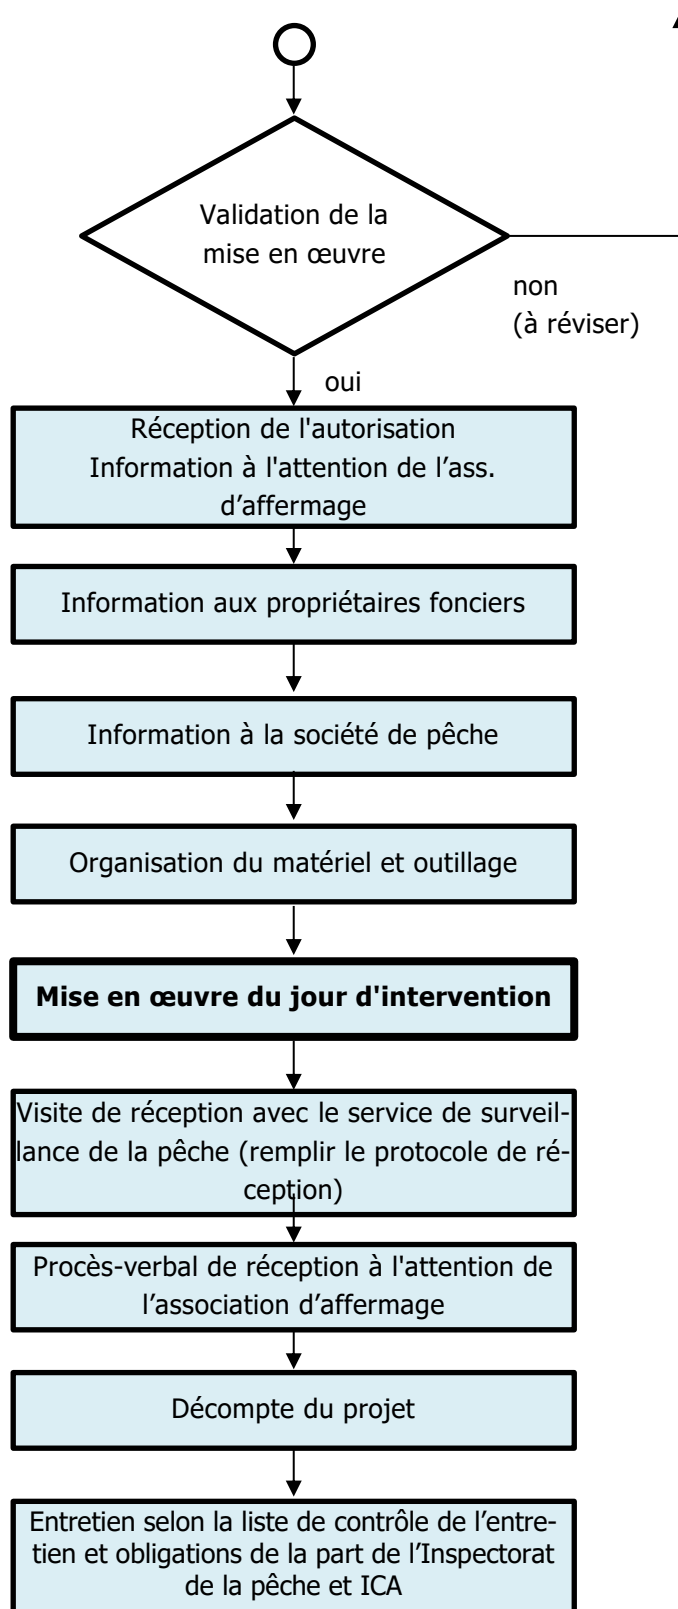 Validation de la
mise en œuvre
non
(à réviser)
oui
Réception de l'autorisation
Information à l'attention de l’ass.
d’affermage
Information aux propriétaires fonciers
Information à la société de pêche
Organisation du matériel et outillage
Mise en œuvre du jour d'intervention
Visite de réception avec le service de surveil-
lance de la pêche (remplir le protocole de ré-
ception)
Procès-verbal de réception à l'attention de
l’association d’affermage
Décompte du projet
Entretien selon la liste de contrôle de l’entre-
tien et obligations de la part de l’Inspectorat
de la pêche et ICA